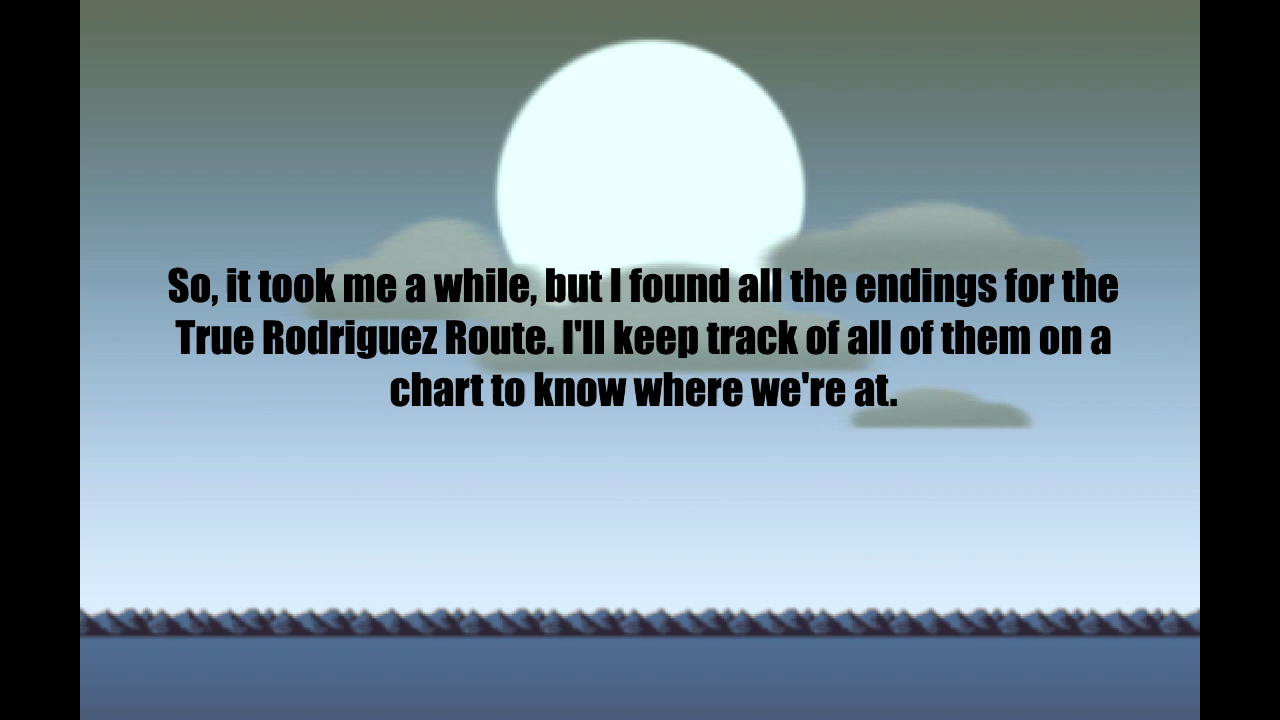 So, it took me a while, but I found all the endings for the
True Rodriguez Route. I'll keep track of all of them on a
chart to know where we're at.